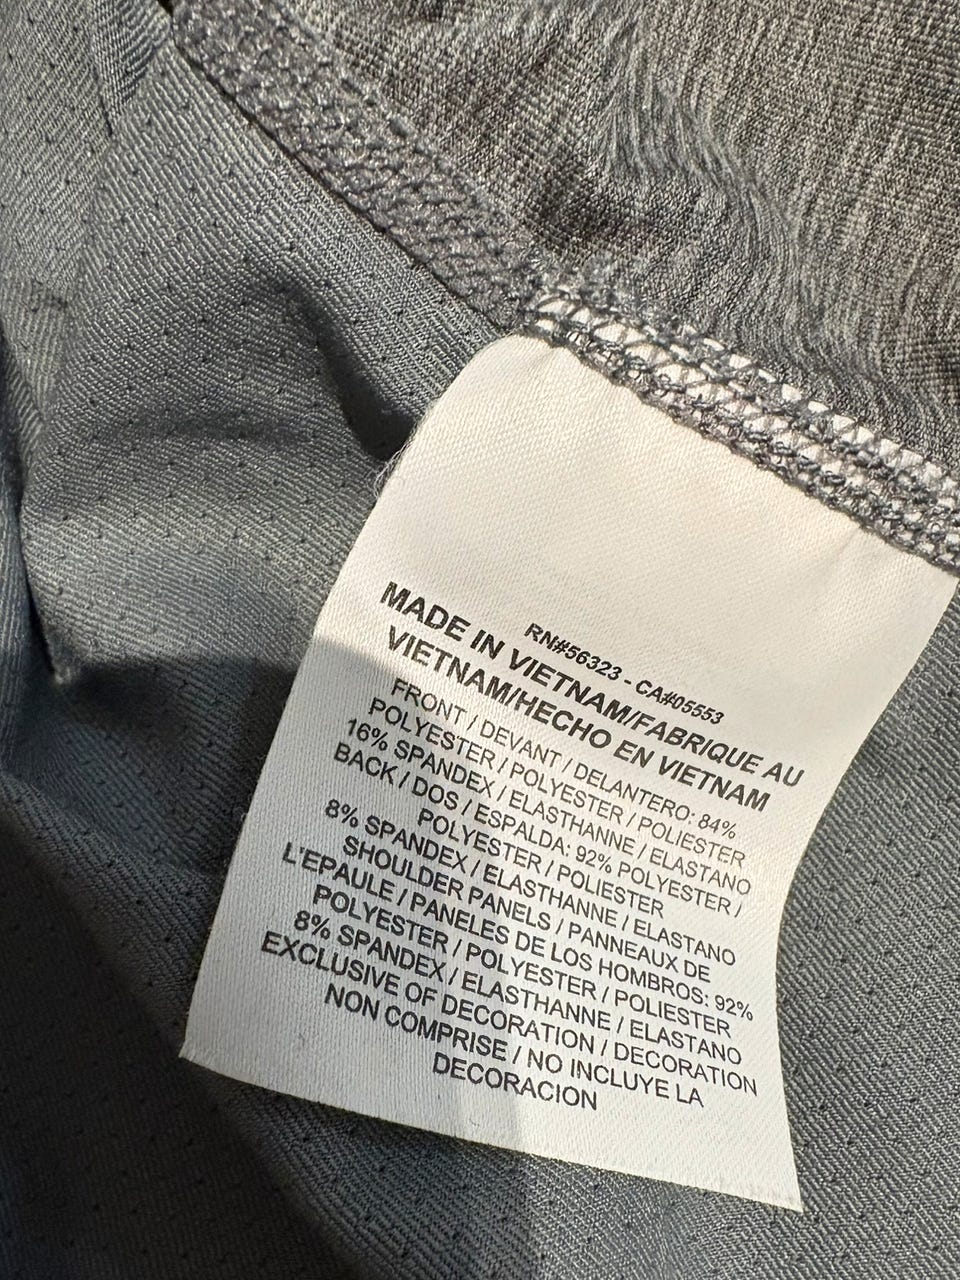 RN#56323 - CA#05553
MADE IN VIETNAM/FABRIQUE AU
VIETNAM/HECHO EN VIETNAM
FRONT / DEVANT / DELANTERO: 84%
POLYESTER / POLYESTER / POLIESTER
16% SPANDEX / ELASTHANNE / ELASTANO
BACK / DOS / ESPALDA: 92% POLYESTER /
POLYESTER / POLIESTER
8% SPANDEX / ELASTHANNE / ELASTANO
SHOULDER PANELS / PANNEAUX DE
L'EPAULE / PANELES DE LOS HOMBROS: 92%
POLYESTER / POLYESTER / POLIESTER
8% SPANDEX / ELASTHANNE / ELASTANO
EXCLUSIVE OF DECORATION / DECORATION
NON COMPRISE / NO INCLUYE LA
DECORACION